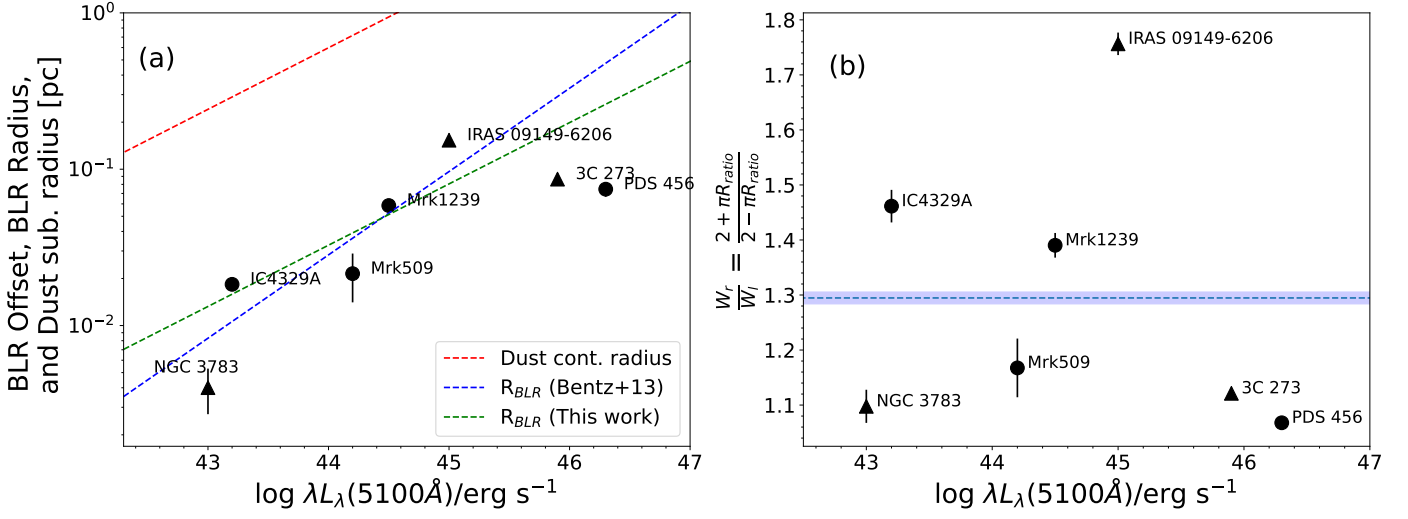 BLR Offset, BLR Radius,
and Dust sub. radius [pc]
10⁰
10⁻¹
10⁻²
(a)
IRAS 09149-6206
3C 273
PDS 456
Mrk1239
Mrk509
IC4329A
NGC 3783
Dust cont. radius
R_BLR (Bentz+13)
R_BLR (This work)
43 44 45 46 47
log λL_λ(5100Å)/erg s⁻¹
W_r/W_l = (2 + πR_ratio)/(2 − πR_ratio)
1.8
1.7
1.6
1.5
1.4
1.3
1.2
1.1
(b)
IRAS 09149-6206
IC4329A
Mrk1239
Mrk509
NGC 3783
3C 273
PDS 456
43 44 45 46 47
log λL_λ(5100Å)/erg s⁻¹